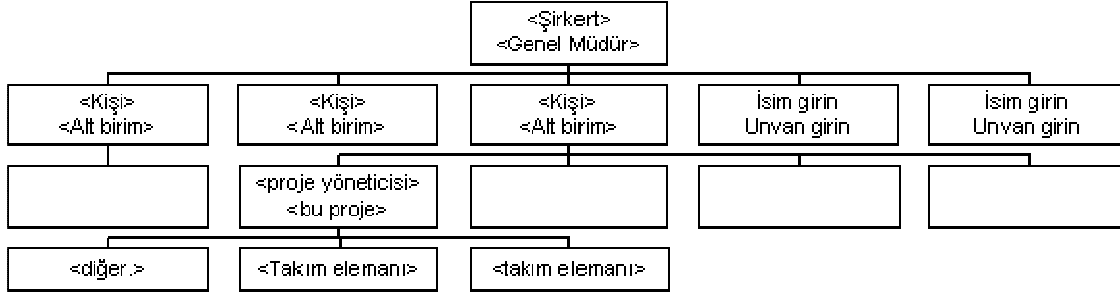 <Şirkert>
<Genel Müdür>
<Kişi>
<Alt birim>
<Kişi>
<Alt birim>
<Kişi>
<Alt birim>
İsim girin
Unvan girin
İsim girin
Unvan girin
<proje yöneticisi>
<bu proje>
<diğer.>
<Takım elemanı>
<takım elemanı>